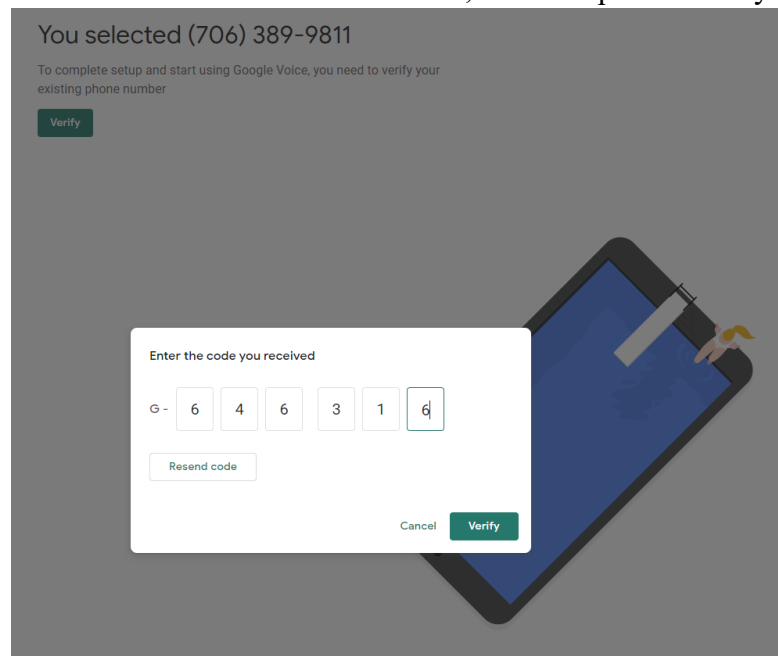 You selected (706) 389-9811
To complete setup and start using Google Voice, you need to verify your
existing phone number
Verify
Enter the code you received
G - 6 4 6 3 1 6
Resend code
Cancel Verify